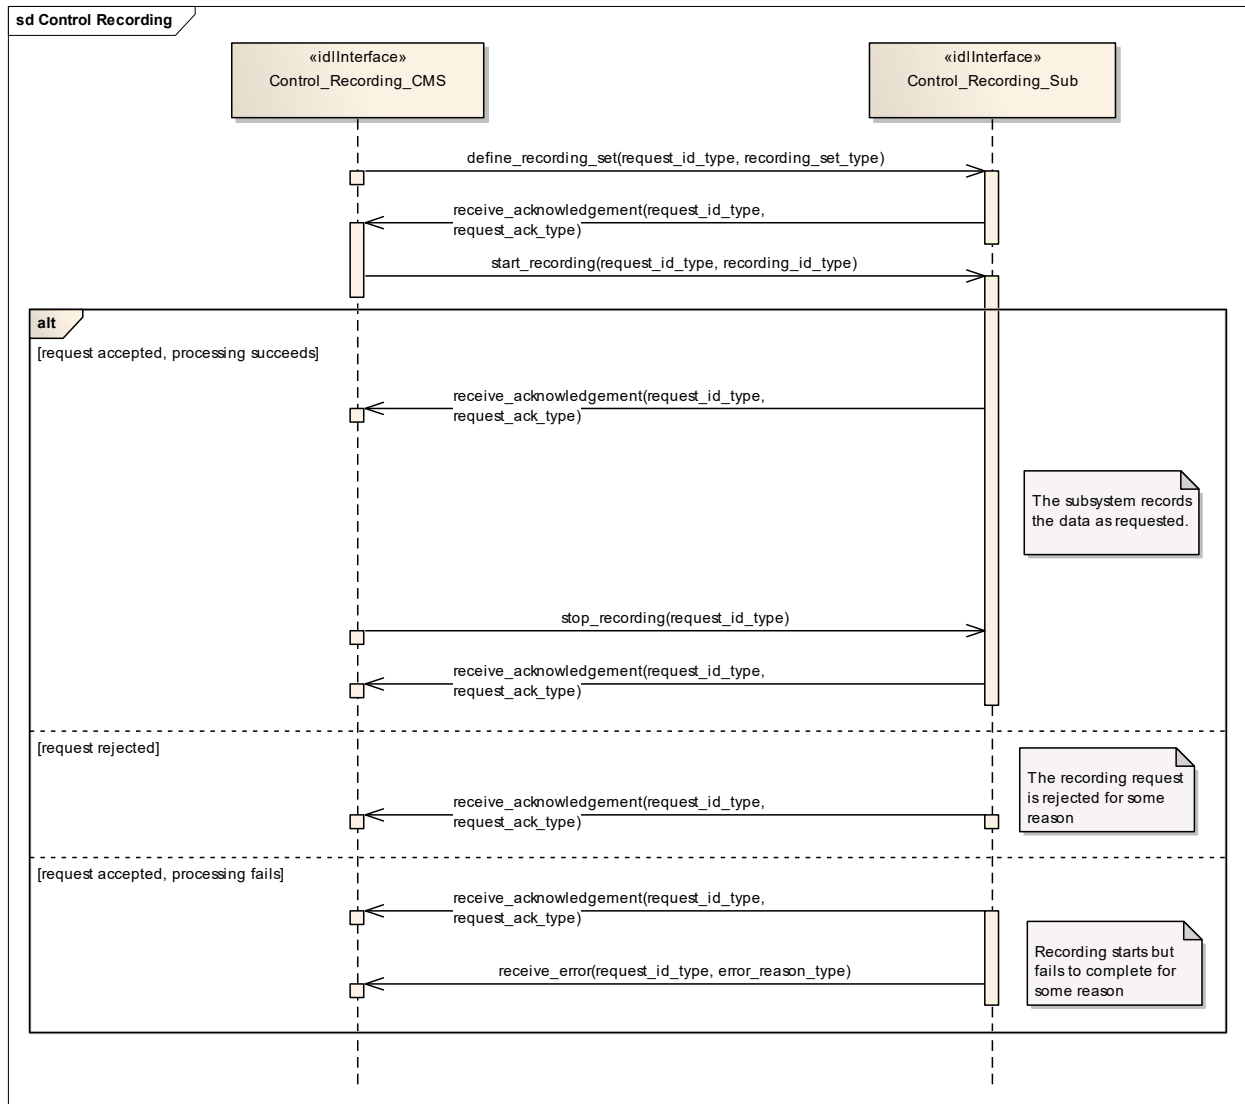 sd Control Recording
«idlInterface»
Control_Recording_CMS
«idlInterface»
Control_Recording_Sub
define_recording_set(request_id_type, recording_set_type)
receive_acknowledgement(request_id_type,
request_ack_type)
start_recording(request_id_type, recording_id_type)
alt
[request accepted, processing succeeds]
receive_acknowledgement(request_id_type,
request_ack_type)
The subsystem records
the data as requested.
stop_recording(request_id_type)
receive_acknowledgement(request_id_type,
request_ack_type)
[request rejected]
The recording request
is rejected for some
reason
receive_acknowledgement(request_id_type,
request_ack_type)
[request accepted, processing fails]
receive_acknowledgement(request_id_type,
request_ack_type)
Recording starts but
fails to complete for
some reason
receive_error(request_id_type, error_reason_type)